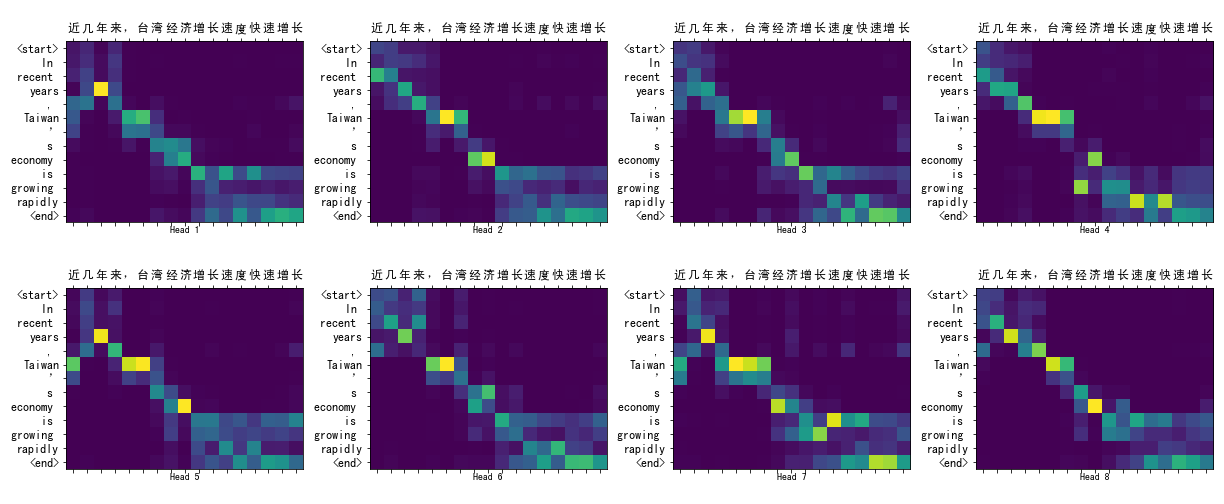 近几年来，台湾经济增长速度快速增长
<start>
In
recent
years
,
Taiwan
'
s
economy
is
growing
rapidly
<end>
Head 1
近几年来，台湾经济增长速度快速增长
<start>
In
recent
years
,
Taiwan
'
s
economy
is
growing
rapidly
<end>
Head 2
近几年来，台湾经济增长速度快速增长
<start>
In
recent
years
,
Taiwan
'
s
economy
is
growing
rapidly
<end>
Head 3
近几年来，台湾经济增长速度快速增长
<start>
In
recent
years
,
Taiwan
'
s
economy
is
growing
rapidly
<end>
Head 4
近几年来，台湾经济增长速度快速增长
<start>
In
recent
years
,
Taiwan
'
s
economy
is
growing
rapidly
<end>
Head 5
近几年来，台湾经济增长速度快速增长
<start>
In
recent
years
,
Taiwan
'
s
economy
is
growing
rapidly
<end>
Head 6
近几年来，台湾经济增长速度快速增长
<start>
In
recent
years
,
Taiwan
'
s
economy
is
growing
rapidly
<end>
Head 7
近几年来，台湾经济增长速度快速增长
<start>
In
recent
years
,
Taiwan
'
s
economy
is
growing
rapidly
<end>
Head 8